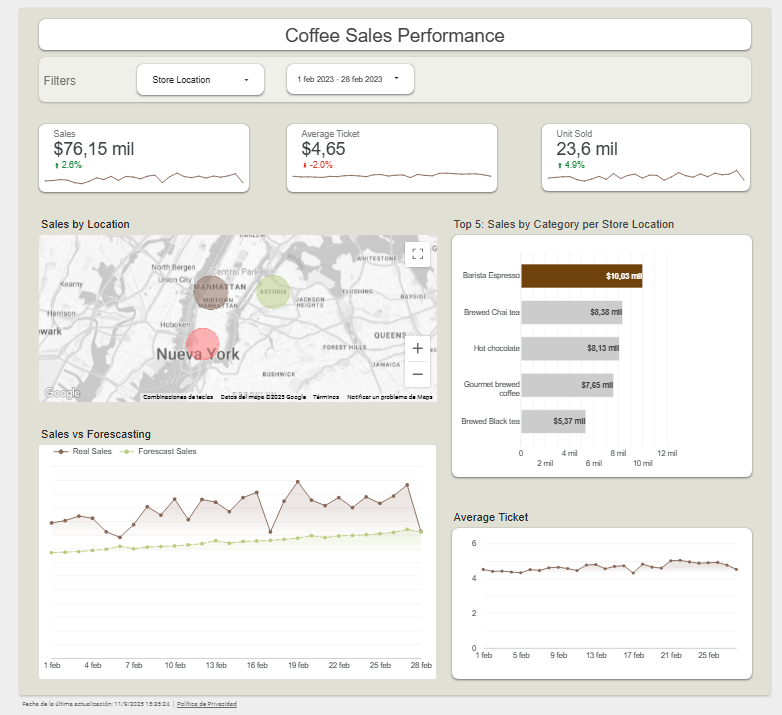 Coffee Sales Performance
Filters
Store Location
1 feb 2023 - 28 feb 2023
Sales
$76,15 mil
2.6%
Average Ticket
$4,65
-2.0%
Unit Sold
23,6 mil
4.9%
Sales by Location
WHITESTONE
North Bergen
Union City
Central Park
Kearny
MANHATTAN
MIDTOWN
MANHATTAN
ASTORIA
JACKSON
HEIGHTS
FLUSHING
BAYSIDE
Harrison
wark
Hoboken
Nueva York
QUEENS
FOREST HILLS
JAMAICA
BUSHWICK
Google
Combinaciones de teclas
Datos del mapa ©2025 Google
Términos
Notificar un problema de Maps
Top 5: Sales by Category per Store Location
Barista Espresso
$10,03 mil
Brewed Chai tea
$8,38 mil
Hot chocolate
$8,13 mil
Gourmet brewed
coffee
$7,65 mil
Brewed Black tea
$5,37 mil
0
2 mil
4 mil
6 mil
8 mil
10 mil
12 mil
Sales vs Forescasting
Real Sales
Forescast Sales
1 feb
4 feb
7 feb
10 feb
13 feb
16 feb
19 feb
22 feb
25 feb
28 feb
Average Ticket
6
4
2
0
1 feb
5 feb
9 feb
13 feb
17 feb
21 feb
25 feb
Fecha de la última actualización: 11/9/2025 15:35:24
Política de Privacidad